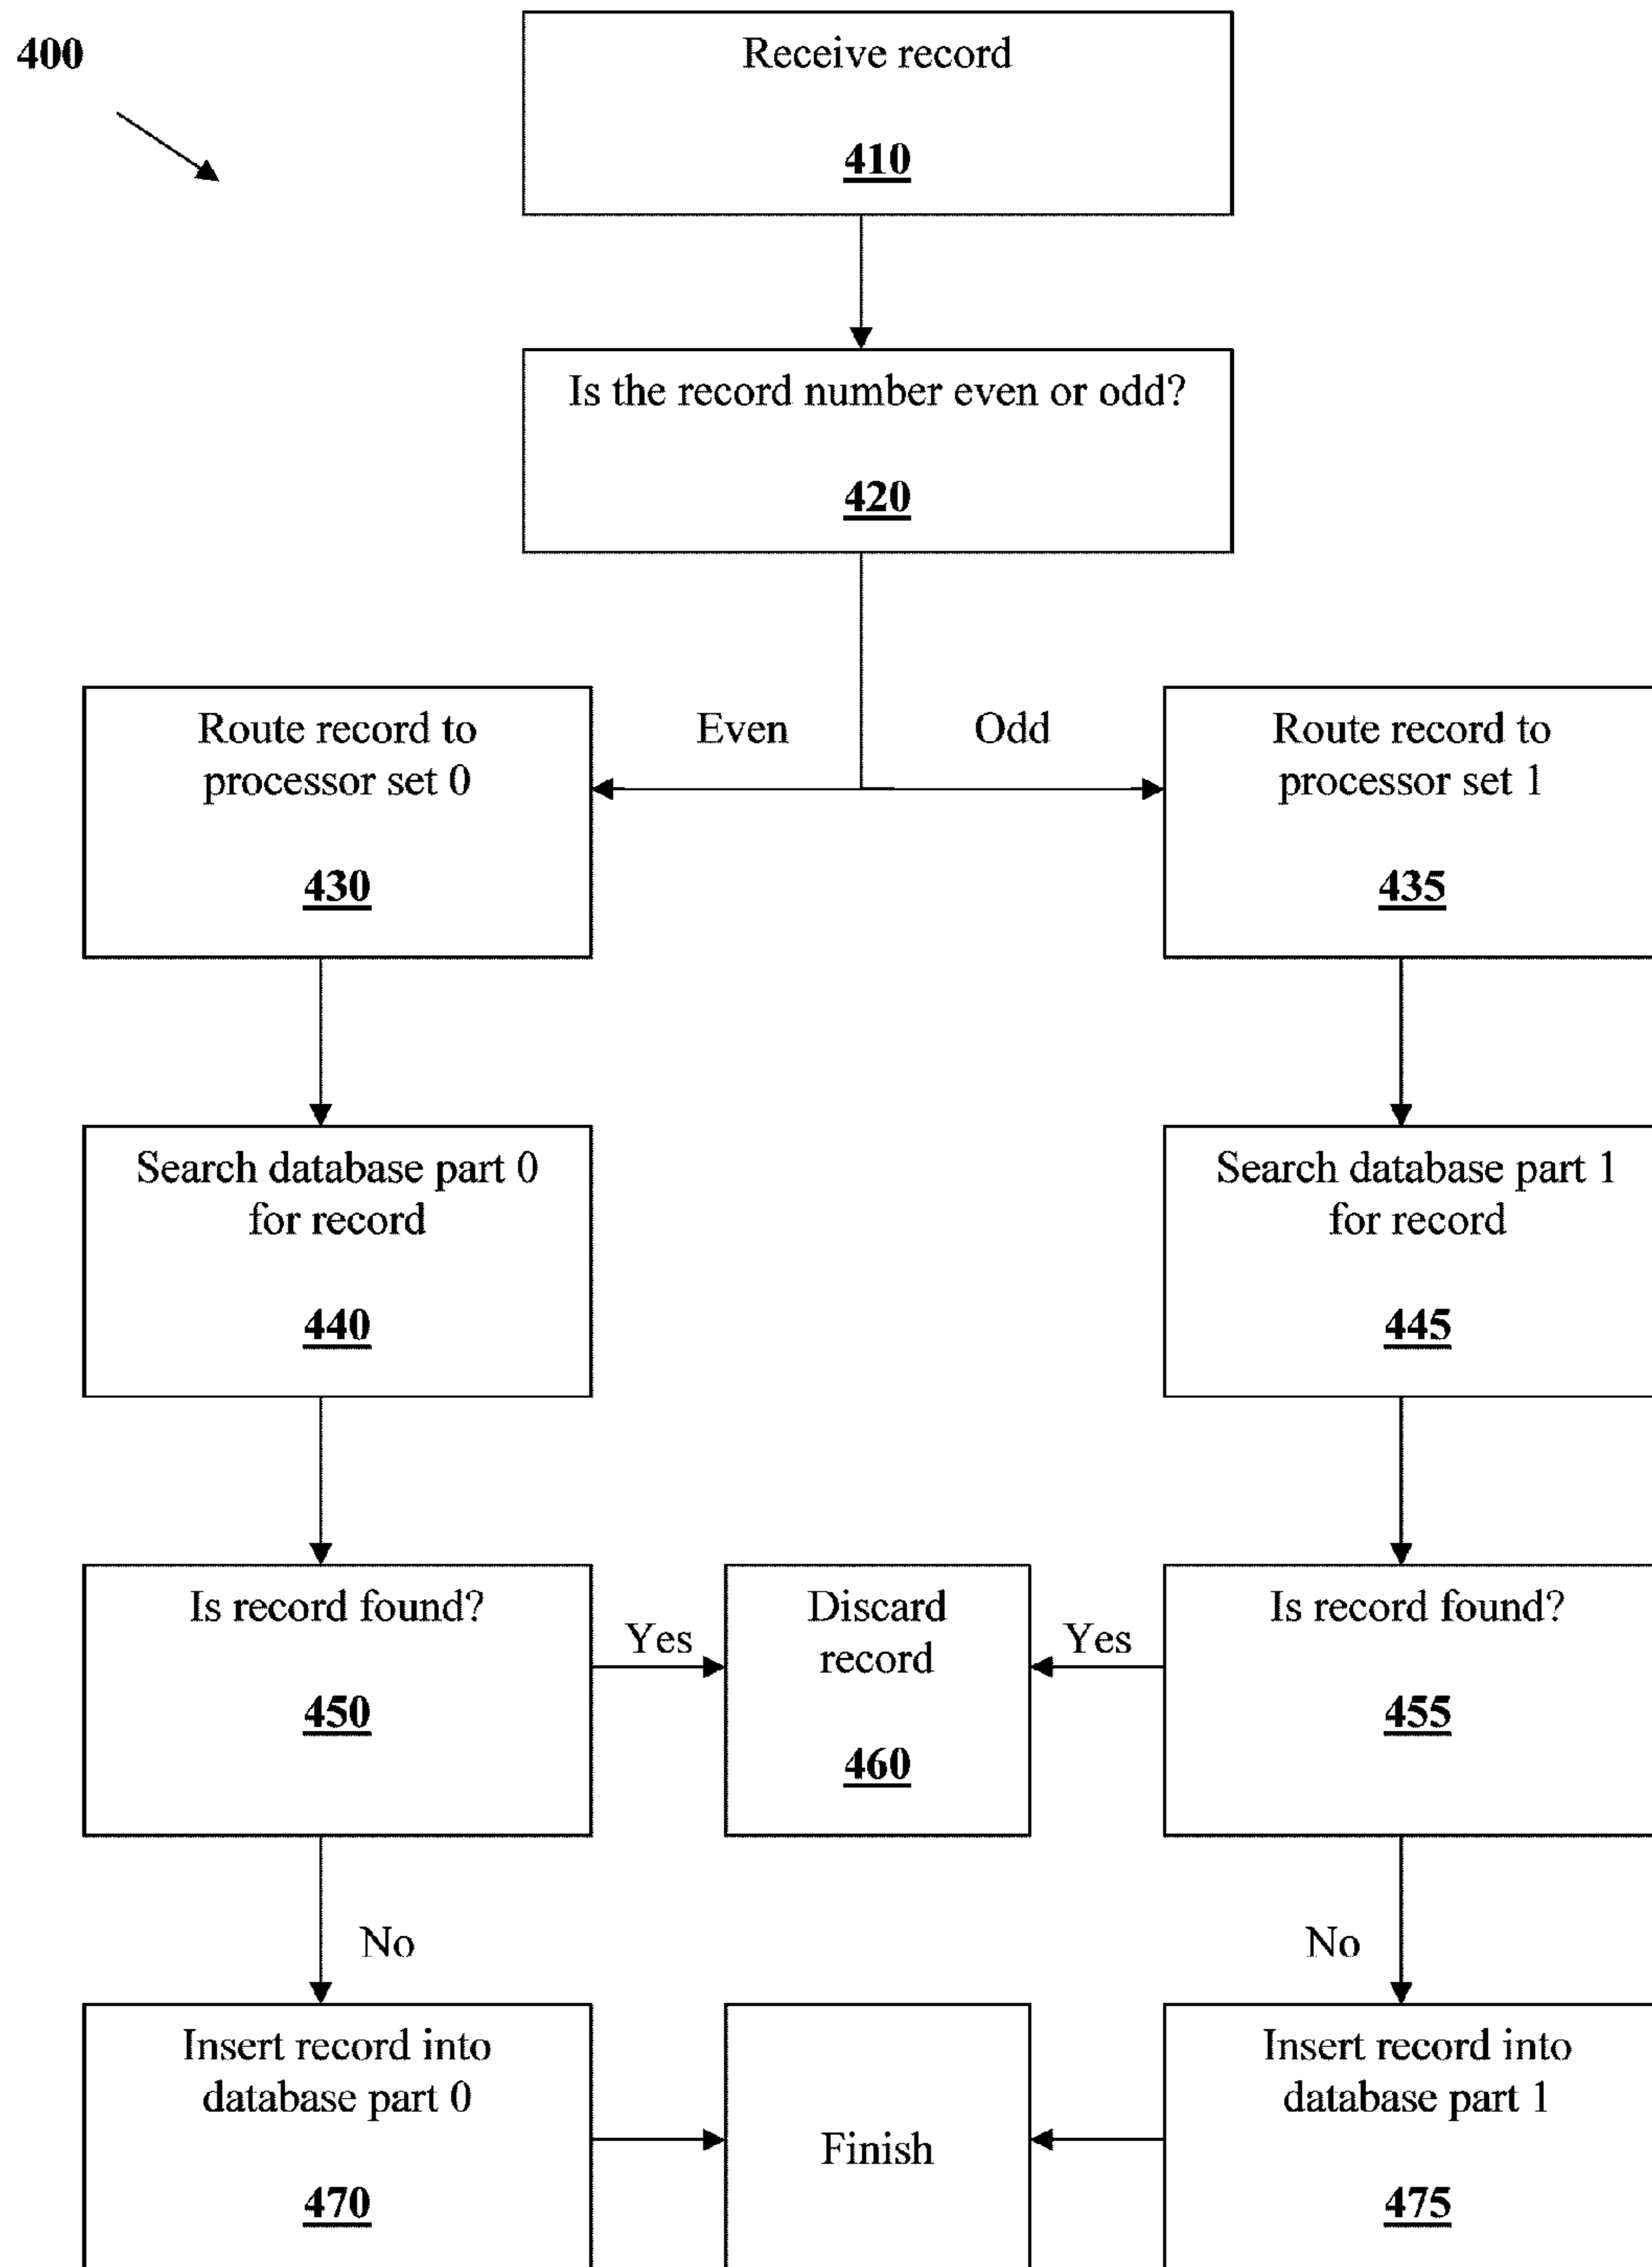 400
Receive record
410
Is the record number even or odd?
420
Even
Odd
Route record to
processor set 0
430
Route record to
processor set 1
435
Search database part 0
for record
440
Search database part 1
for record
445
Is record found?
450
Yes
Discard
record
460
Yes
Is record found?
455
No
No
Insert record into
database part 0
470
Finish
Insert record into
database part 1
475